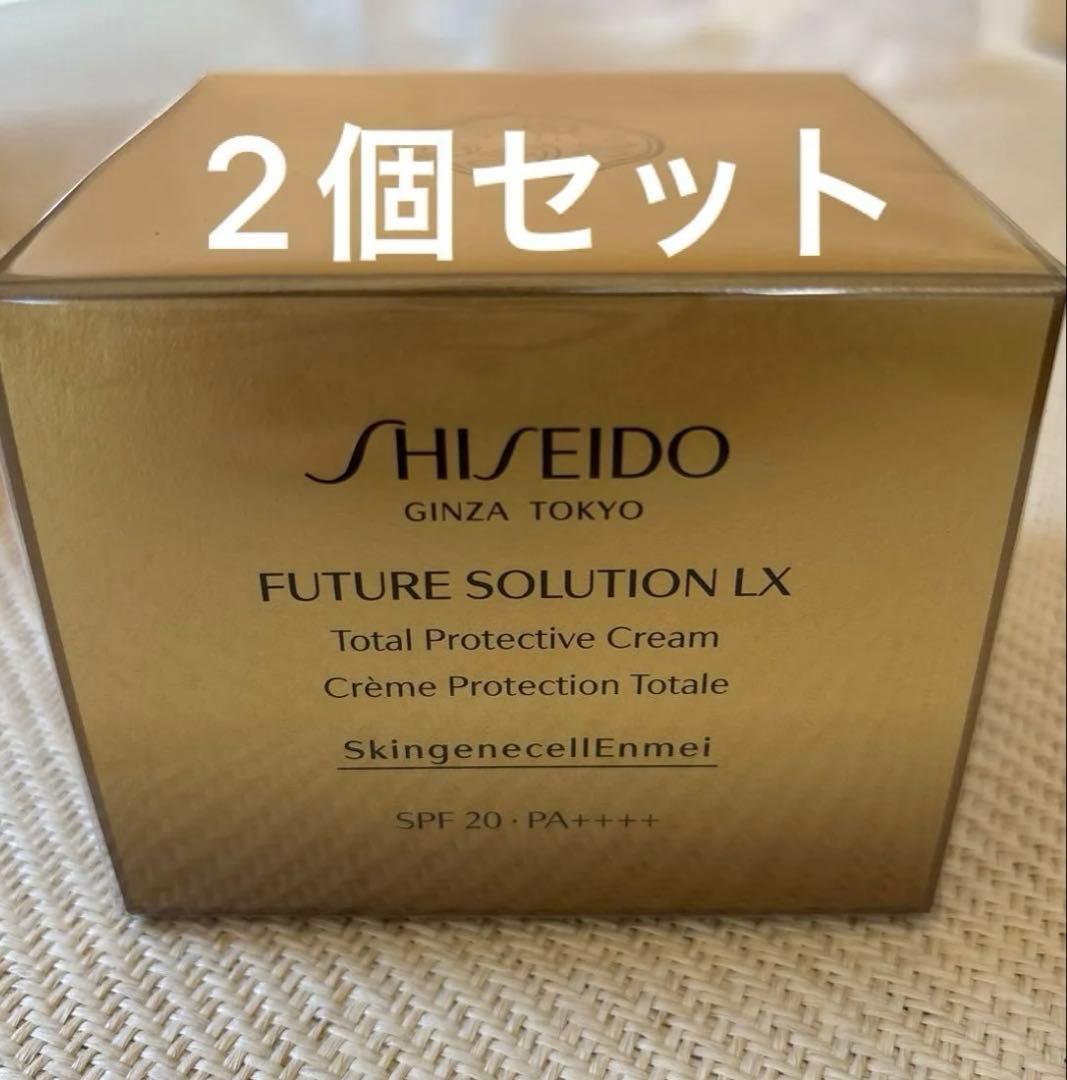 2個セット
SHISEIDO
GINZA TOKYO
FUTURE SOLUTION LX
Total Protective Cream
Crème Protection Totale
SkingenecellEnmei
SPF 20・PA++++